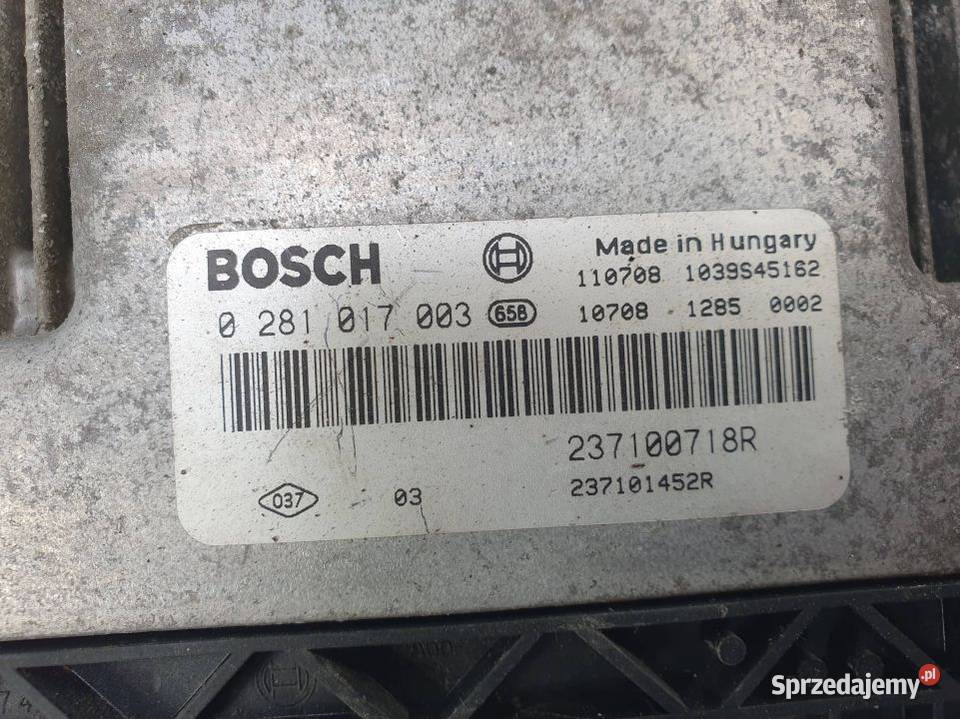 BOSCH
Made in Hungary
110708 1039S45162
0 281 017 003 65B 10708 1285 0002
237100718R
037 03 237101452R
Sprzedajemy.pl